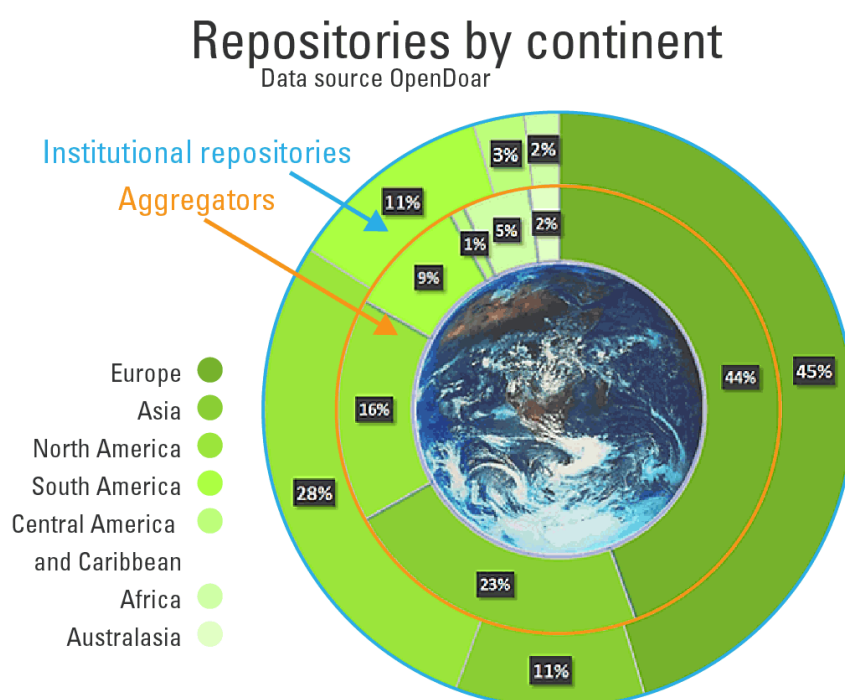 Repositories by continent
Data source OpenDoar
Institutional repositories
Aggregators
3%
2%
11%
5%
2%
1%
9%
44%
45%
16%
28%
23%
11%
Europe
Asia
North America
South America
Central America
and Caribbean
Africa
Australasia